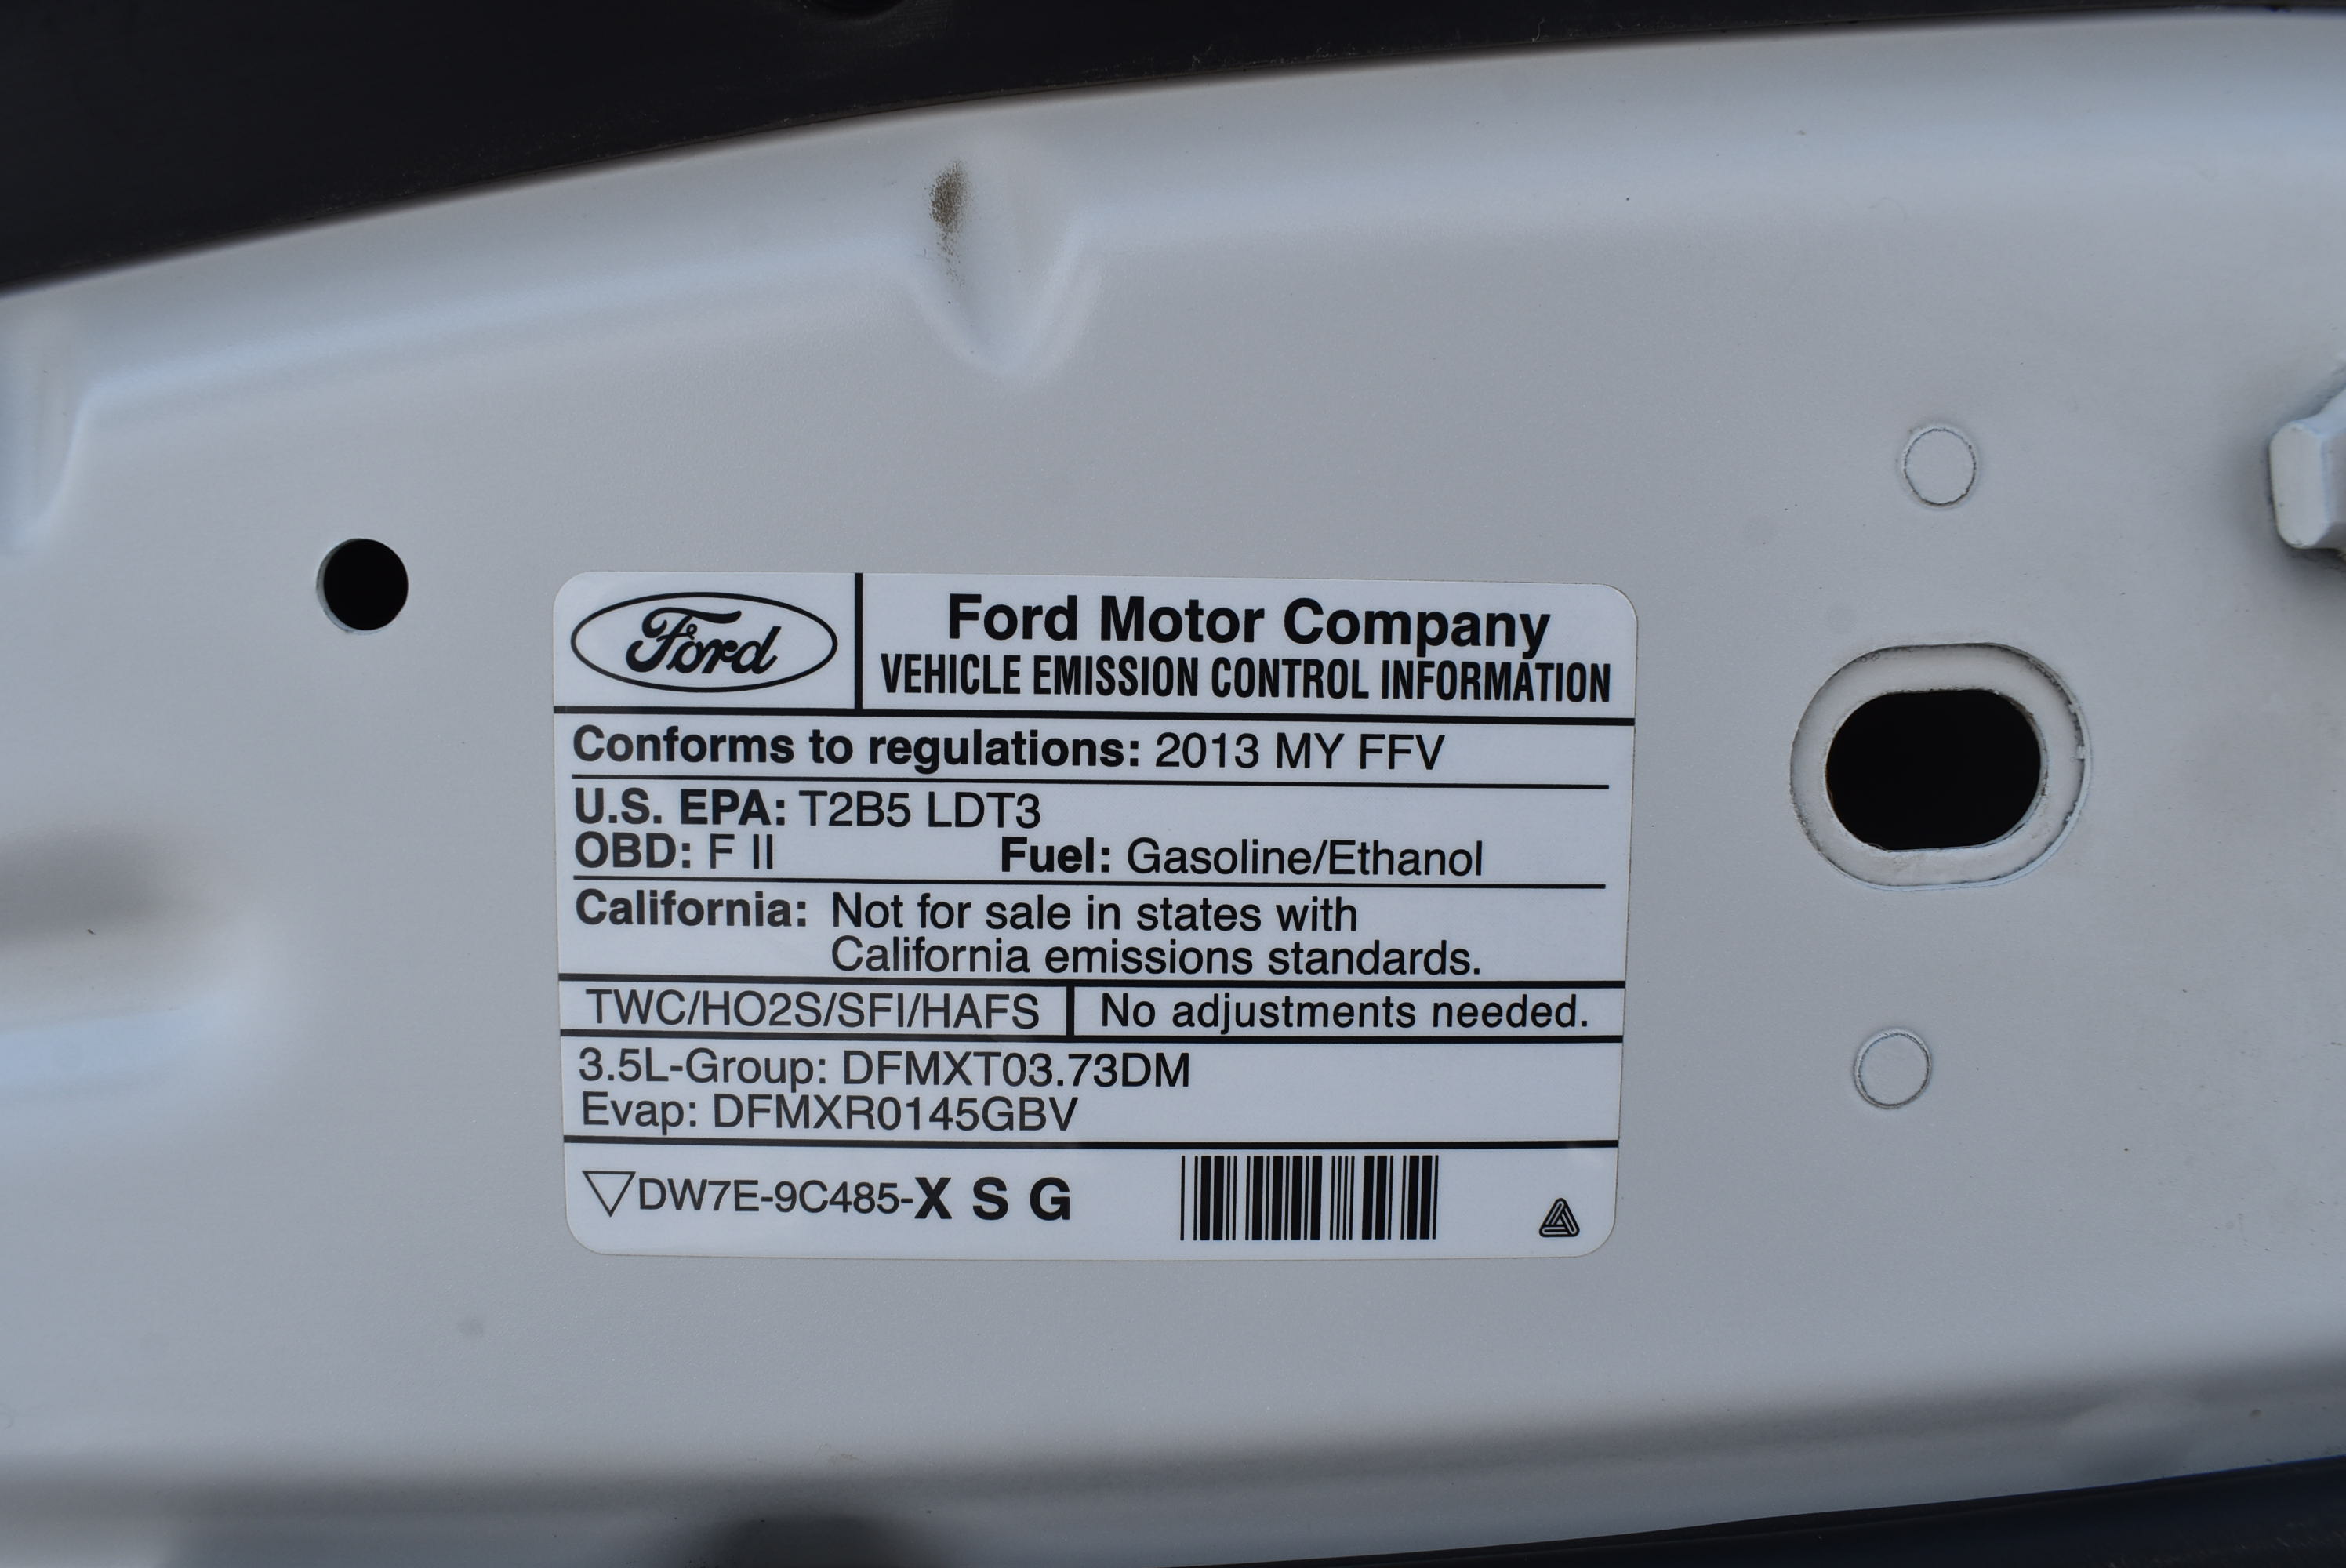 Ford
Ford Motor Company
VEHICLE EMISSION CONTROL INFORMATION
Conforms to regulations: 2013 MY FFV
U.S. EPA: T2B5 LDT3
OBD: F II Fuel: Gasoline/Ethanol
California: Not for sale in states with
California emissions standards.
TWC/HO2S/SFI/HAFS No adjustments needed.
3.5L-Group: DFMXT03.73DM
Evap: DFMXR0145GBV
DW7E-9C485-X S G